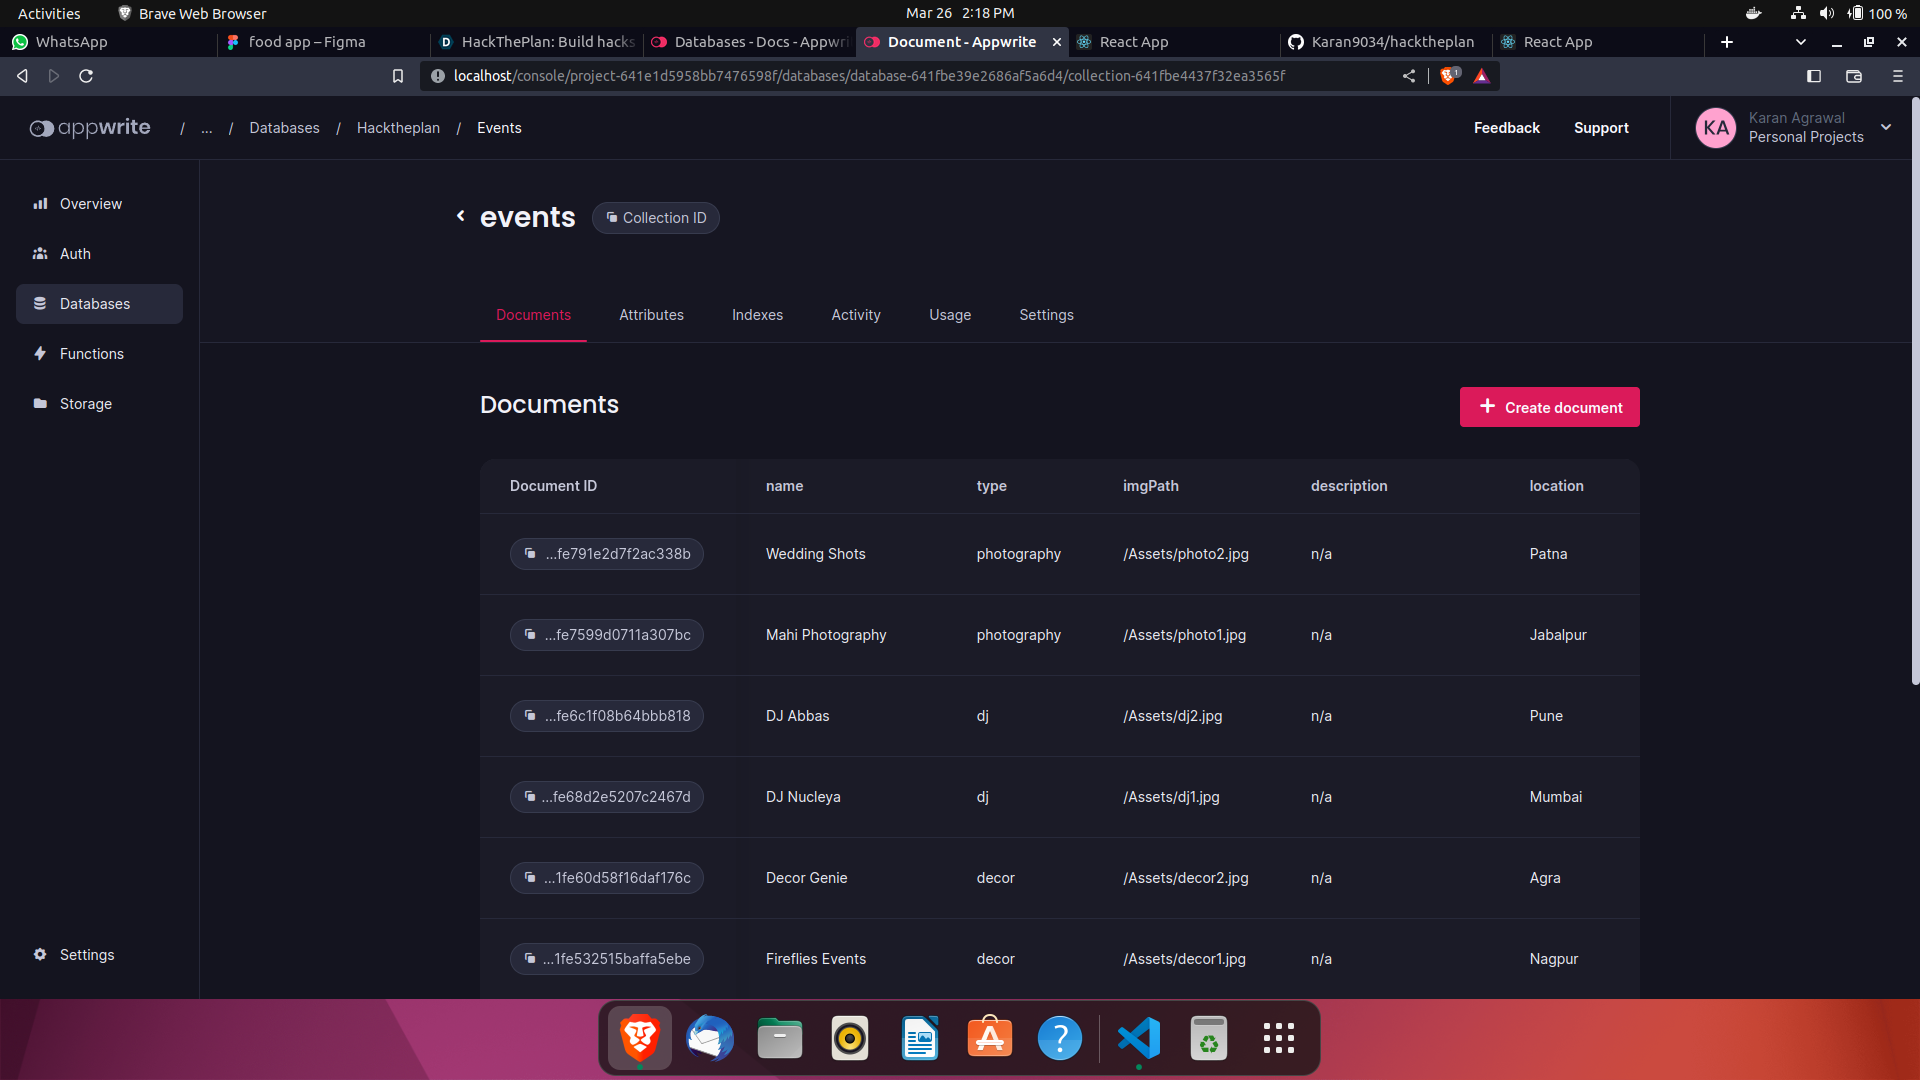 Activities Brave Web Browser Mar 26 2:18 PM 100 %
WhatsApp food app – Figma HackThePlan: Build hacks Databases - Docs - Appwri Document - Appwrite React App Karan9034/hacktheplan React App
localhost/console/project-641e1d5958bb7476598f/databases/database-641fbe39e2686af5a6d4/collection-641fbe4437f32ea3565f 1
appwrite / ... / Databases / Hacktheplan / Events Feedback Support KA Karan Agrawal
Personal Projects
Overview
Auth
Databases
Functions
Storage
Settings
events Collection ID
Documents Attributes Indexes Activity Usage Settings
Documents Create document
Document ID name type imgPath description location
...fe791e2d7f2ac338b Wedding Shots photography /Assets/photo2.jpg n/a Patna
...fe7599d0711a307bc Mahi Photography photography /Assets/photo1.jpg n/a Jabalpur
...fe6c1f08b64bbb818 DJ Abbas dj /Assets/dj2.jpg n/a Pune
...fe68d2e5207c2467d DJ Nucleya dj /Assets/dj1.jpg n/a Mumbai
...1fe60d58f16daf176c Decor Genie decor /Assets/decor2.jpg n/a Agra
...1fe532515baffa5ebe Fireflies Events decor /Assets/decor1.jpg n/a Nagpur